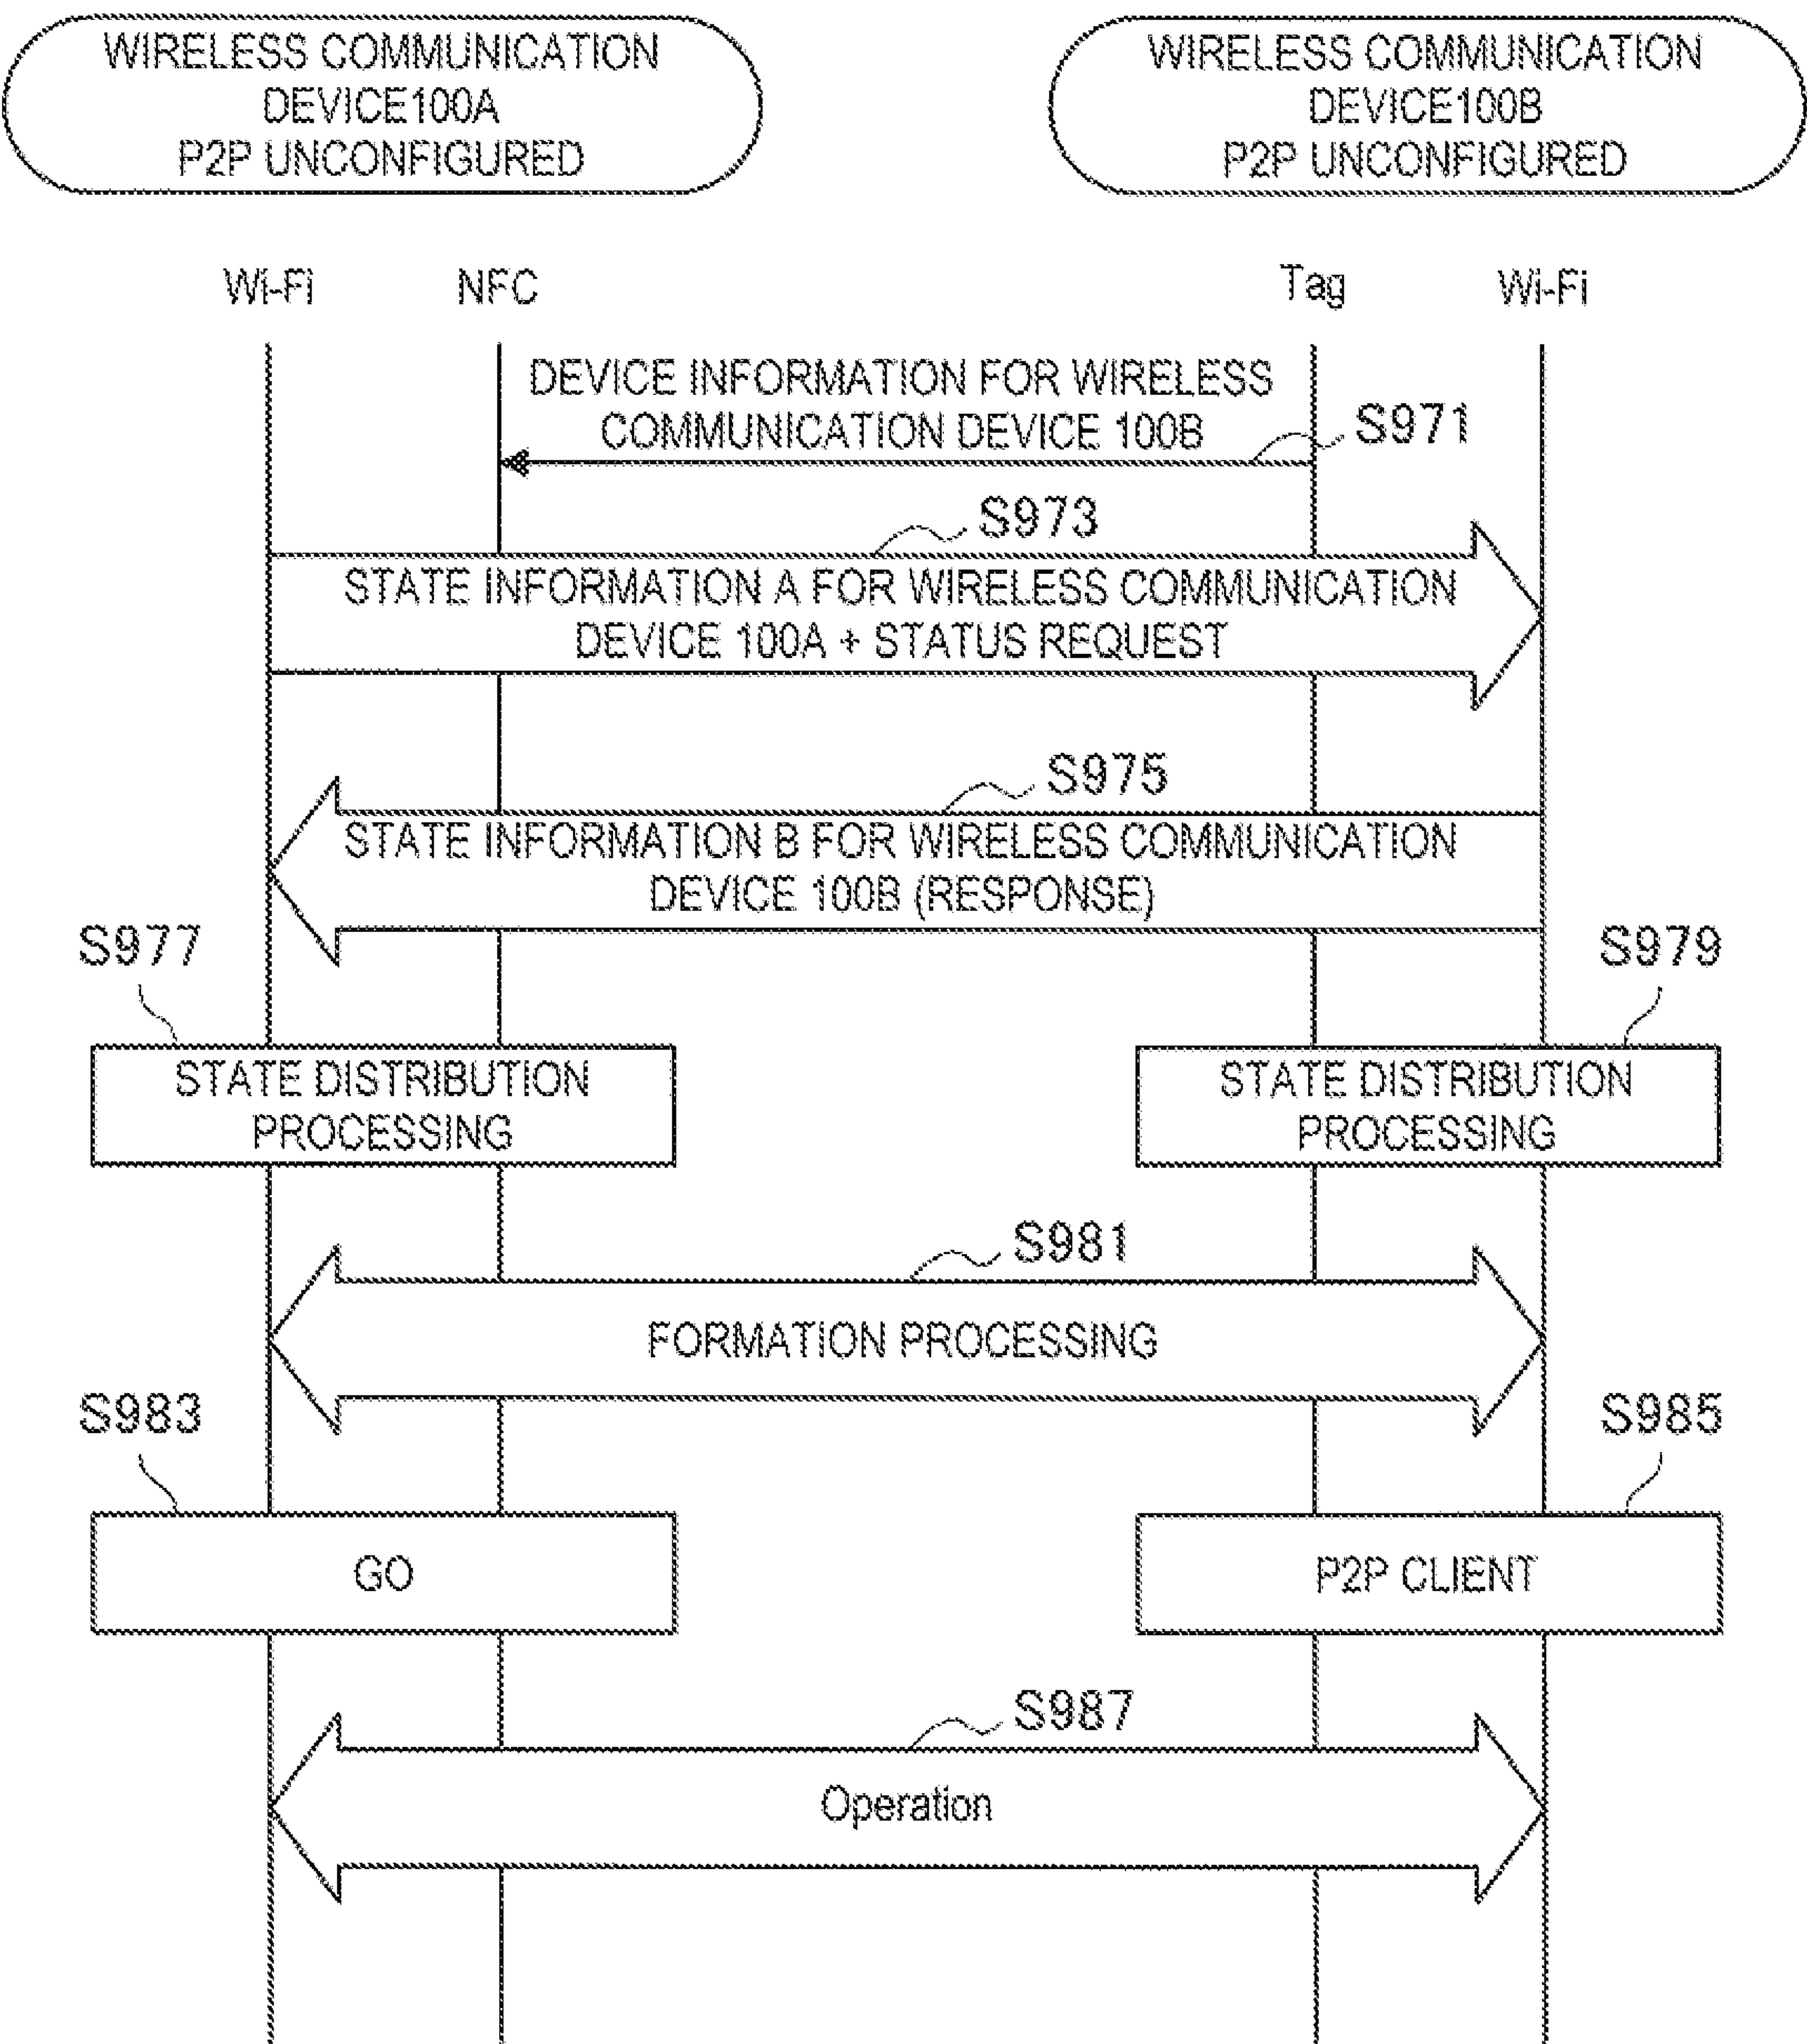 WIRELESS COMMUNICATION
DEVICE100A
P2P UNCONFIGURED
WIRELESS COMMUNICATION
DEVICE100B
P2P UNCONFIGURED
Wi-Fi
NFC
Tag
Wi-Fi
DEVICE INFORMATION FOR WIRELESS
COMMUNICATION DEVICE 100B
S971
S973
STATE INFORMATION A FOR WIRELESS COMMUNICATION
DEVICE 100A + STATUS REQUEST
S975
STATE INFORMATION B FOR WIRELESS COMMUNICATION
DEVICE 100B (RESPONSE)
S977
S979
STATE DISTRIBUTION
PROCESSING
STATE DISTRIBUTION
PROCESSING
S981
FORMATION PROCESSING
S983
S985
GO
P2P CLIENT
S987
Operation